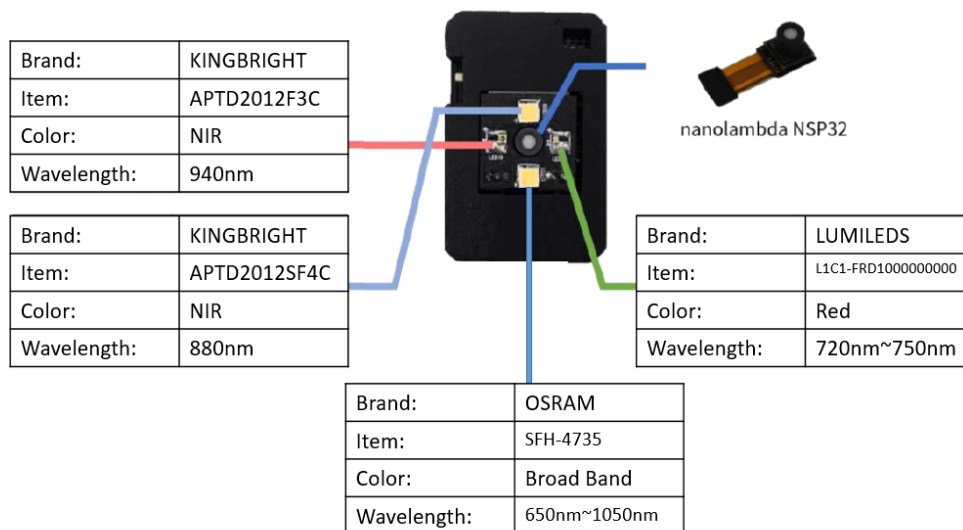 Brand: KINGBRIGHT
Item: APTD2012F3C
Color: NIR
Wavelength: 940nm
nanolambda NSP32
Brand: KINGBRIGHT
Item: APTD2012SF4C
Color: NIR
Wavelength: 880nm
Brand: LUMILEDS
Item: L1C1-FRD1000000000
Color: Red
Wavelength: 720nm~750nm
Brand: OSRAM
Item: SFH-4735
Color: Broad Band
Wavelength: 650nm~1050nm